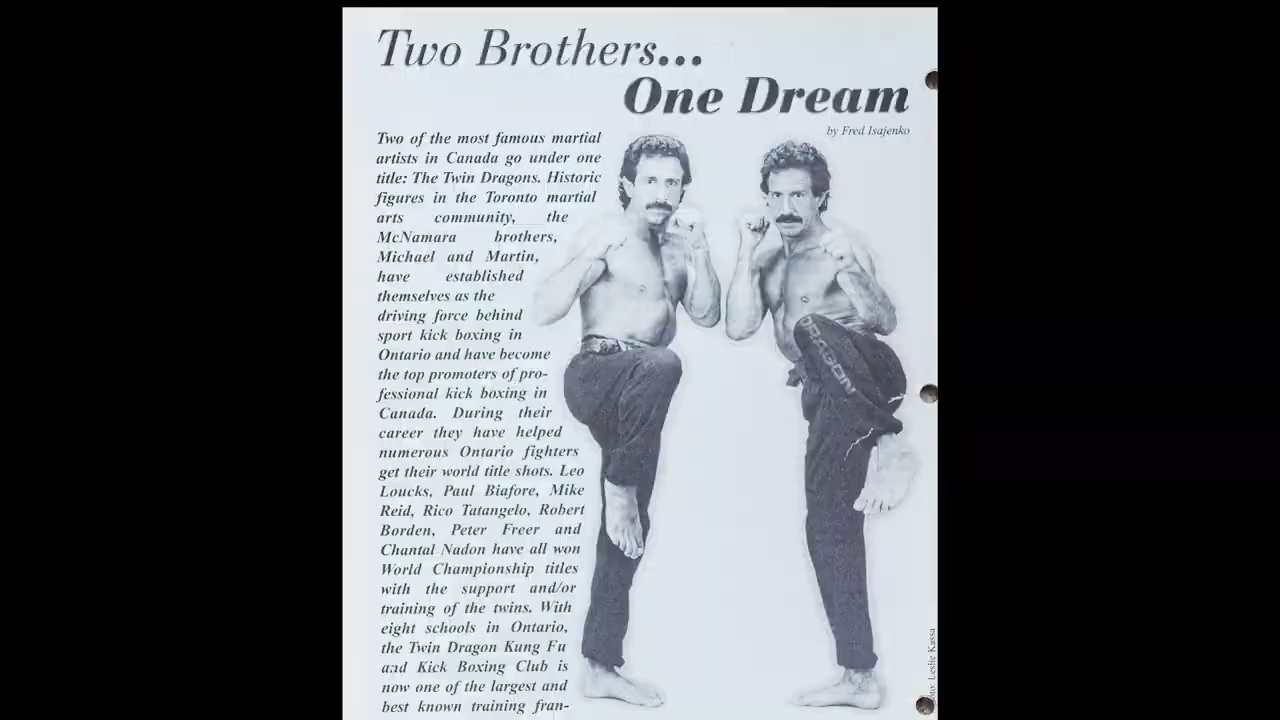 Two Brothers...
One Dream
by Fred Isajenko
Two of the most famous martial
artists in Canada go under one
title: The Twin Dragons. Historic
figures in the Toronto martial
arts community, the
McNamara brothers,
Michael and Martin,
have established
themselves as the
driving force behind
sport kick boxing in
Ontario and have become
the top promoters of pro-
fessional kick boxing in
Canada. During their
career they have helped
numerous Ontario fighters
get their world title shots. Leo
Loucks, Paul Biafore, Mike
Reid, Rico Tatangelo, Robert
Borden, Peter Freer and
Chantal Nadon have all won
World Championship titles
with the support and/or
training of the twins. With
eight schools in Ontario,
the Twin Dragon Kung Fu
and Kick Boxing Club is
now one of the largest and
best known training fran-
DRAGON
Leslie Kassa